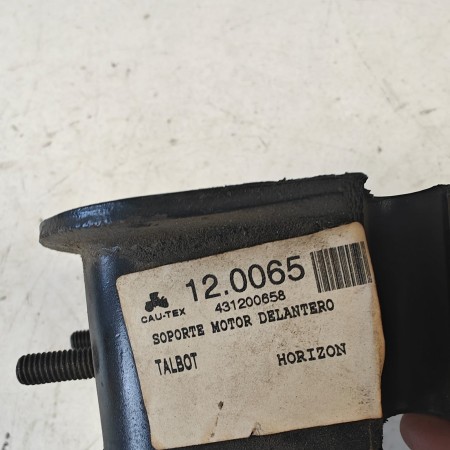 CAU-TEX 12.0065
431200658
SOPORTE MOTOR DELANTERO
TALBOT HORIZON